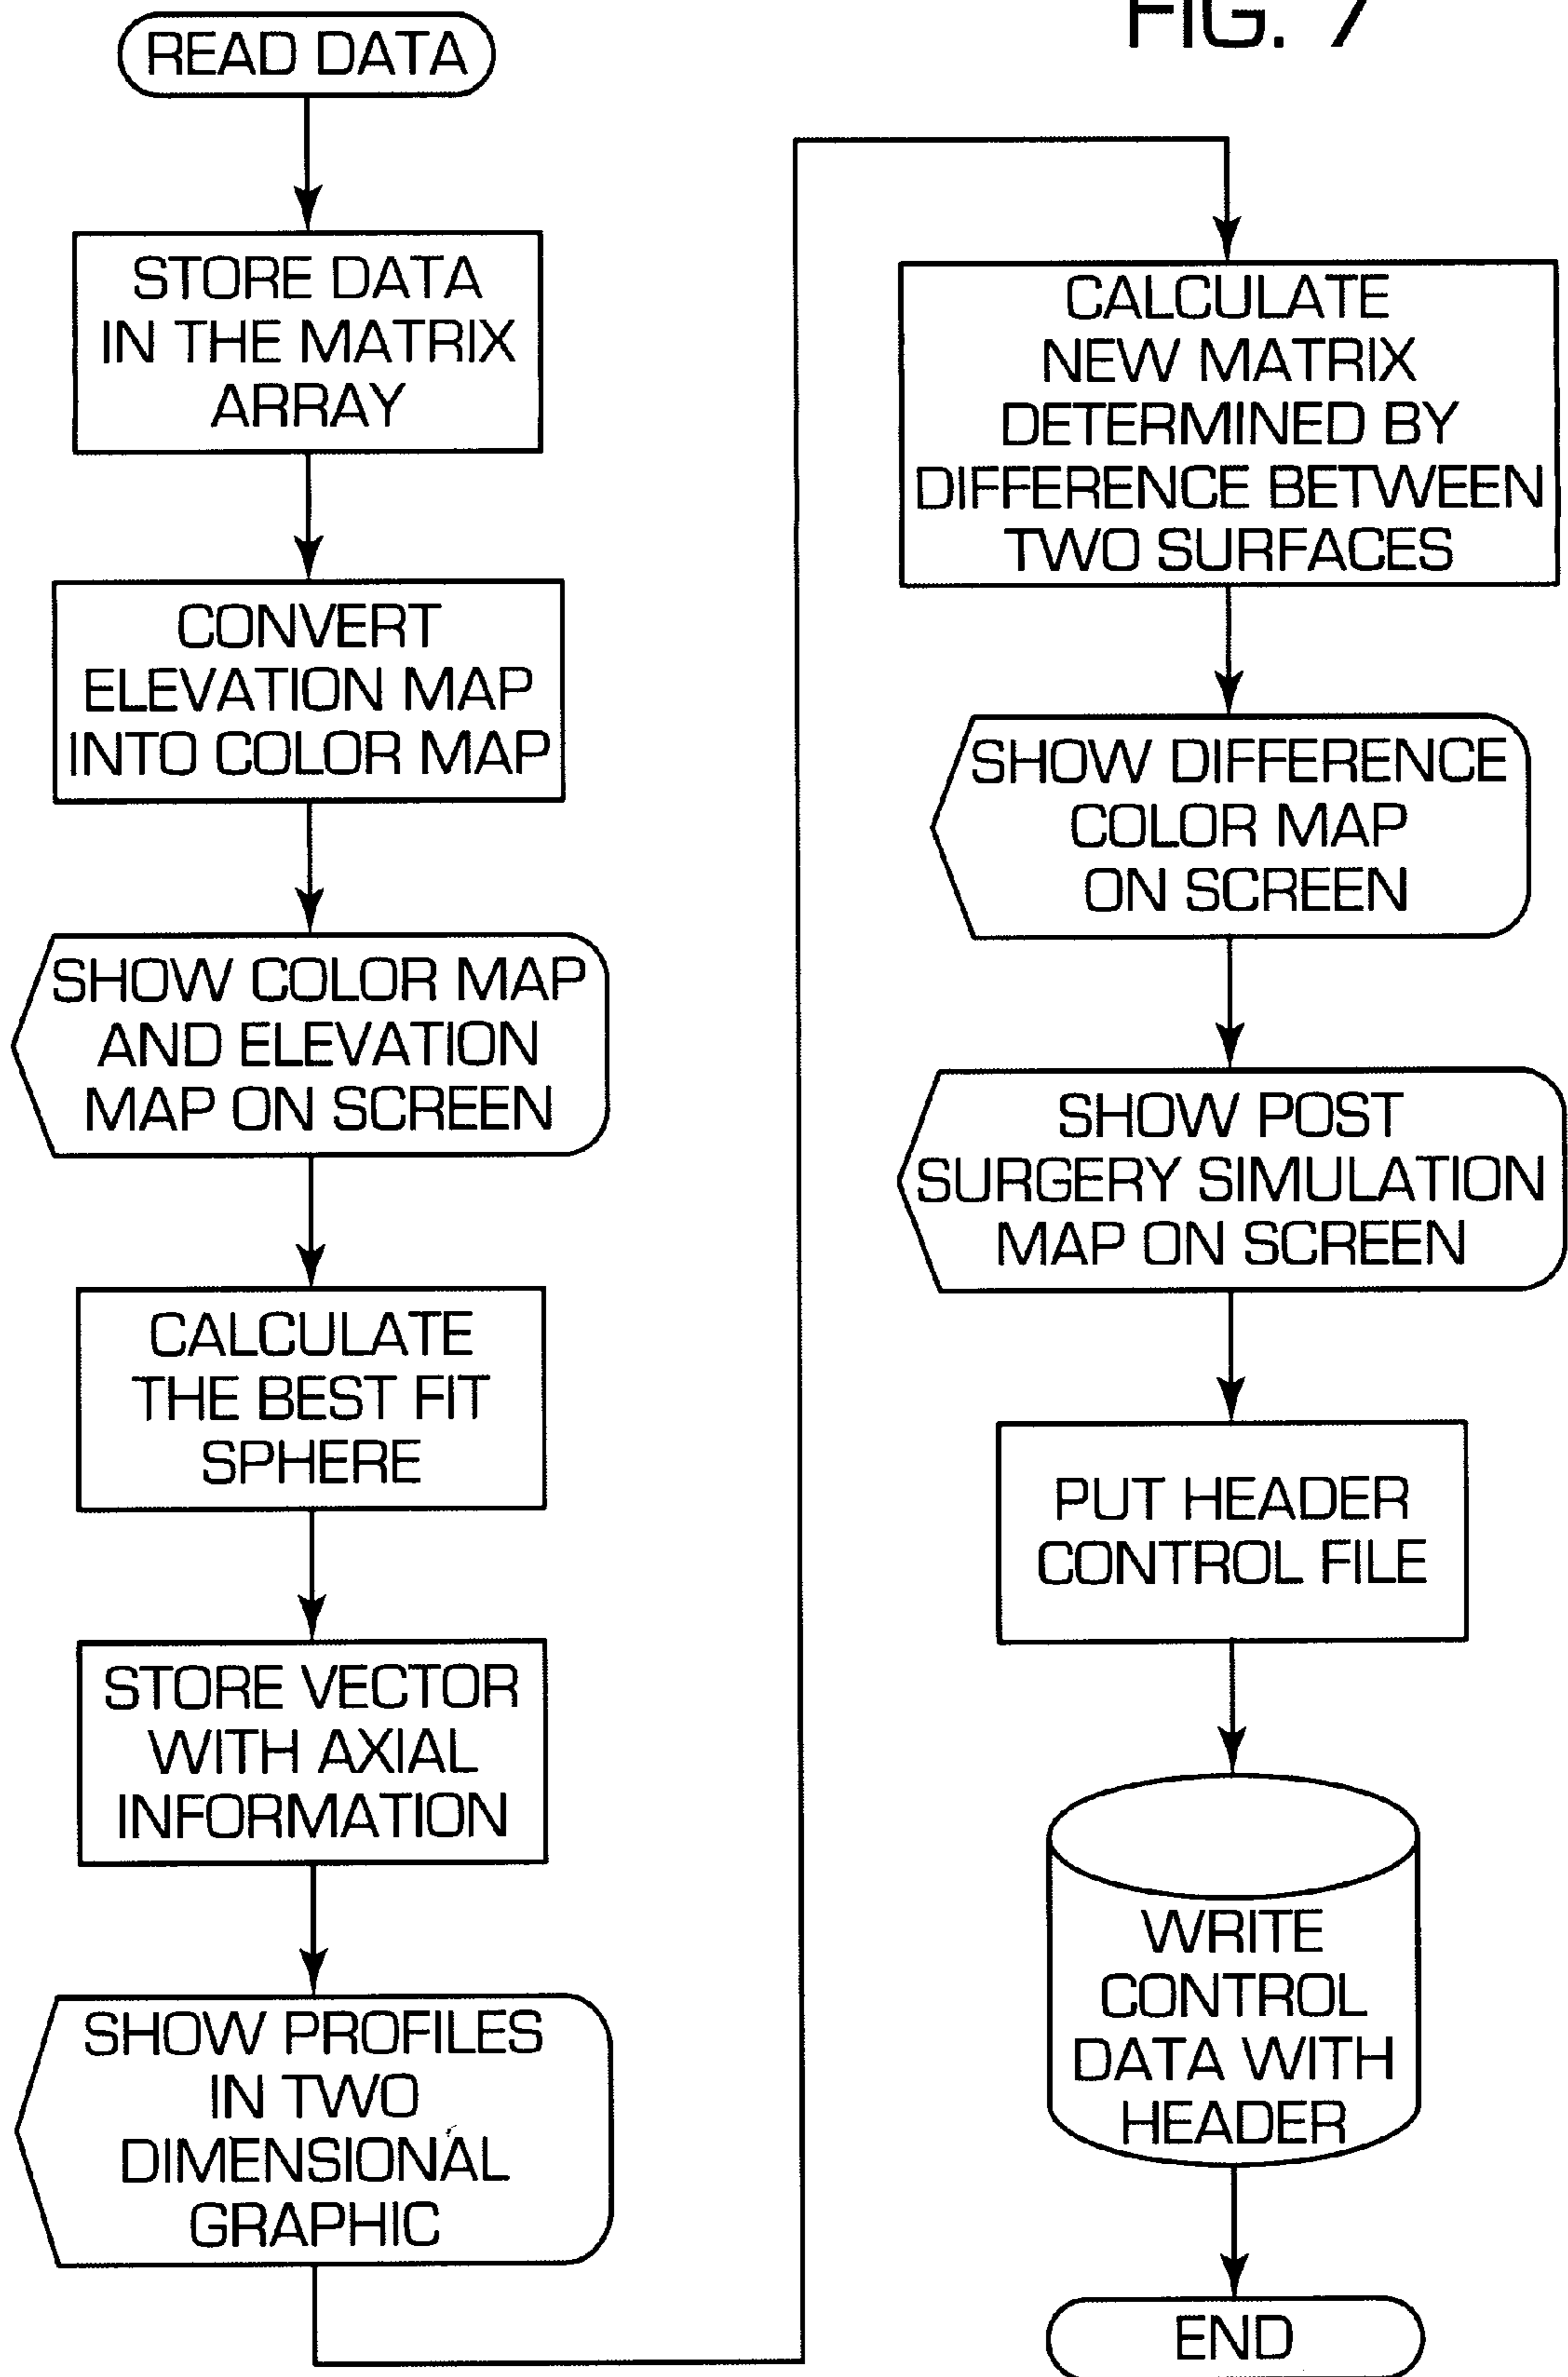 FIG. 7
READ DATA
STORE DATA
IN THE MATRIX
ARRAY
CONVERT
ELEVATION MAP
INTO COLOR MAP
SHOW COLOR MAP
AND ELEVATION
MAP ON SCREEN
CALCULATE
THE BEST FIT
SPHERE
STORE VECTOR
WITH AXIAL
INFORMATION
SHOW PROFILES
IN TWO
DIMENSIONAL
GRAPHIC
CALCULATE
NEW MATRIX
DETERMINED BY
DIFFERENCE BETWEEN
TWO SURFACES
SHOW DIFFERENCE
COLOR MAP
ON SCREEN
SHOW POST
SURGERY SIMULATION
MAP ON SCREEN
PUT HEADER
CONTROL FILE
WRITE
CONTROL
DATA WITH
HEADER
END